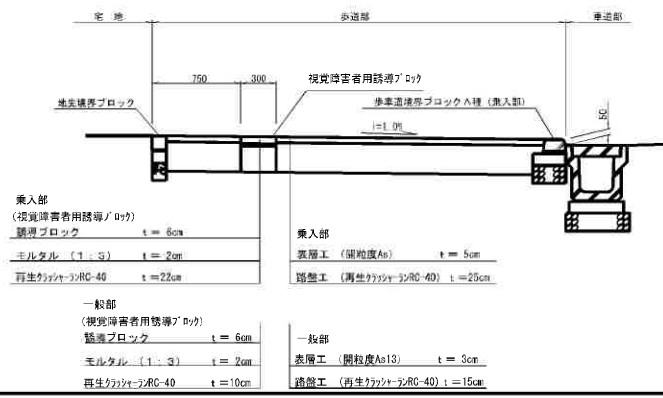 宅 地
歩道部
車道部
750
300
視覚障害者用誘導ブロック
地先境界ブロック
歩車道境界ブロックA種（乗入部）
50
i=1.0%
乗入部
(視覚障害者用誘導ブロック)
誘導ブロック t = 6cm
モルタル（1：3） t = 2cm
再生クラッシャーランRC-40 t =22cm
乗入部
表層工 (開粒度As) t = 5cm
路盤工 (再生クラッシャーランRC-40) t =25cm
一般部
(視覚障害者用誘導ブロック)
誘導ブロック t = 6cm
モルタル（1：3） t = 2cm
再生クラッシャーランRC-40 t =10cm
一般部
表層工 (開粒度As13) t = 3cm
路盤工 (再生クラッシャーランRC-40) t =15cm